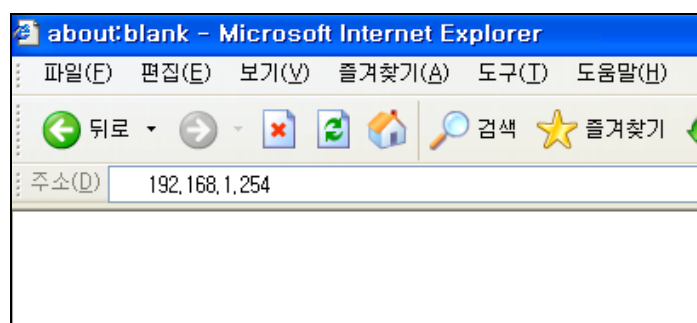 about:blank - Microsoft Internet Explorer
파일(F) 편집(E) 보기(V) 즐겨찾기(A) 도구(T) 도움말(H)
뒤로 검색 즐겨찾기
주소(D) 192,168,1,254